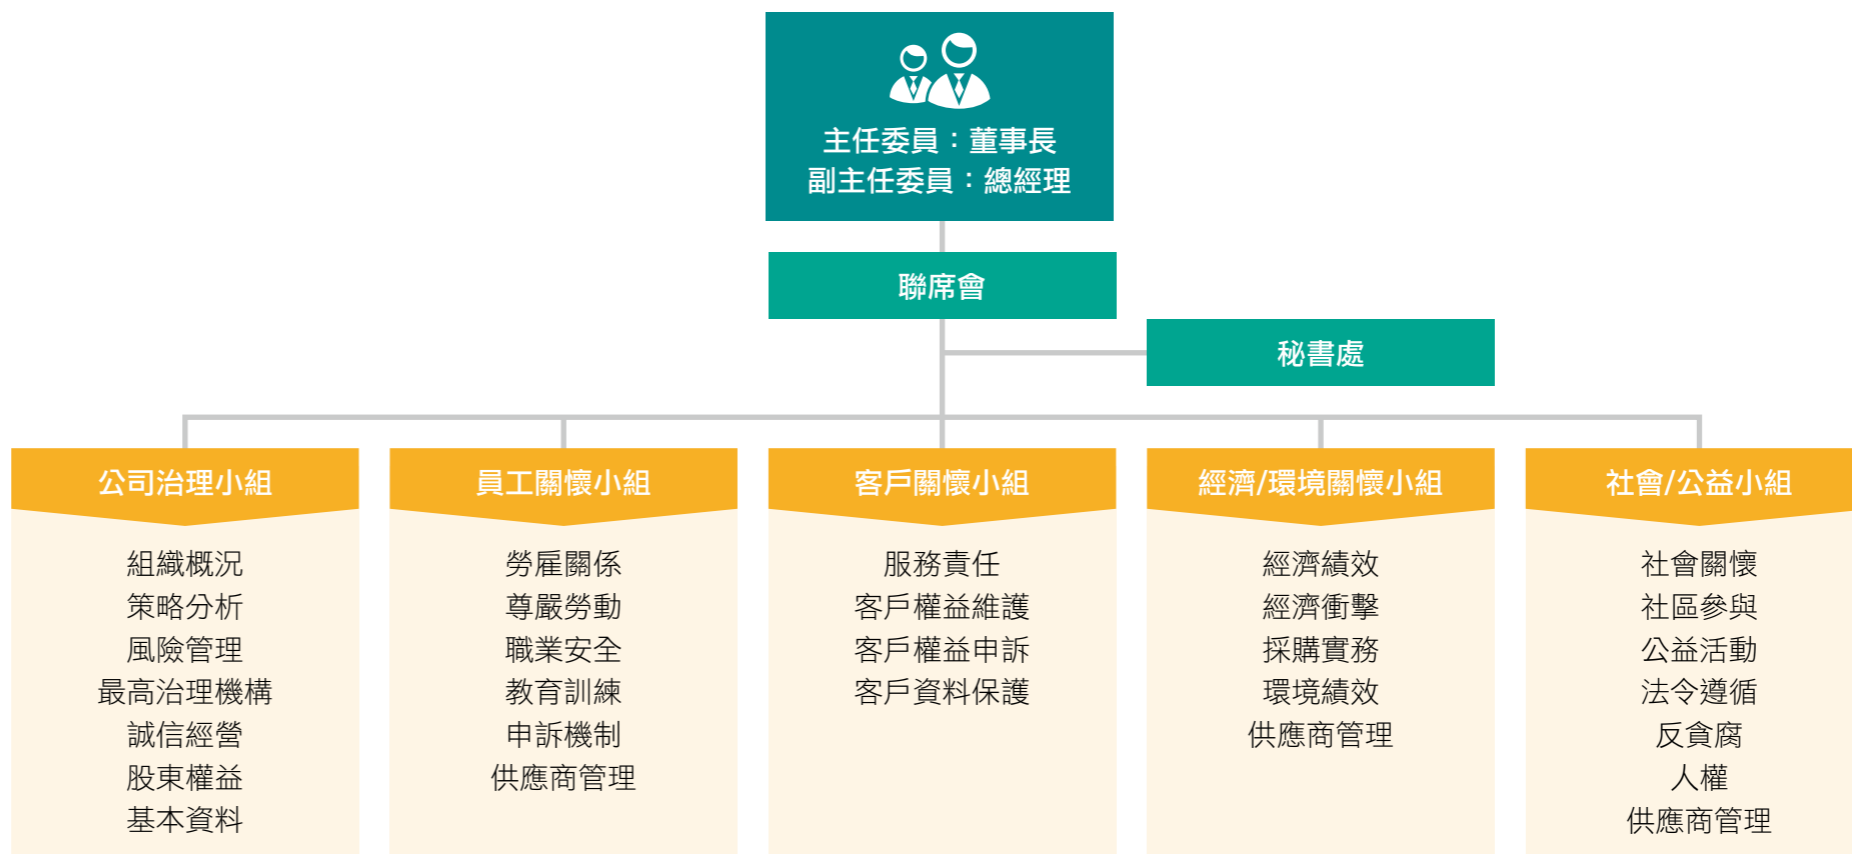 主任委員：董事長
副主任委員：總經理
聯席會
秘書處
公司治理小組
組織概況
策略分析
風險管理
最高治理機構
誠信經營
股東權益
基本資料
員工關懷小組
勞雇關係
尊嚴勞動
職業安全
教育訓練
申訴機制
供應商管理
客戶關懷小組
服務責任
客戶權益維護
客戶權益申訴
客戶資料保護
經濟/環境關懷小組
經濟績效
經濟衝擊
採購實務
環境績效
供應商管理
社會/公益小組
社會關懷
社區參與
公益活動
法令遵循
反貪腐
人權
供應商管理